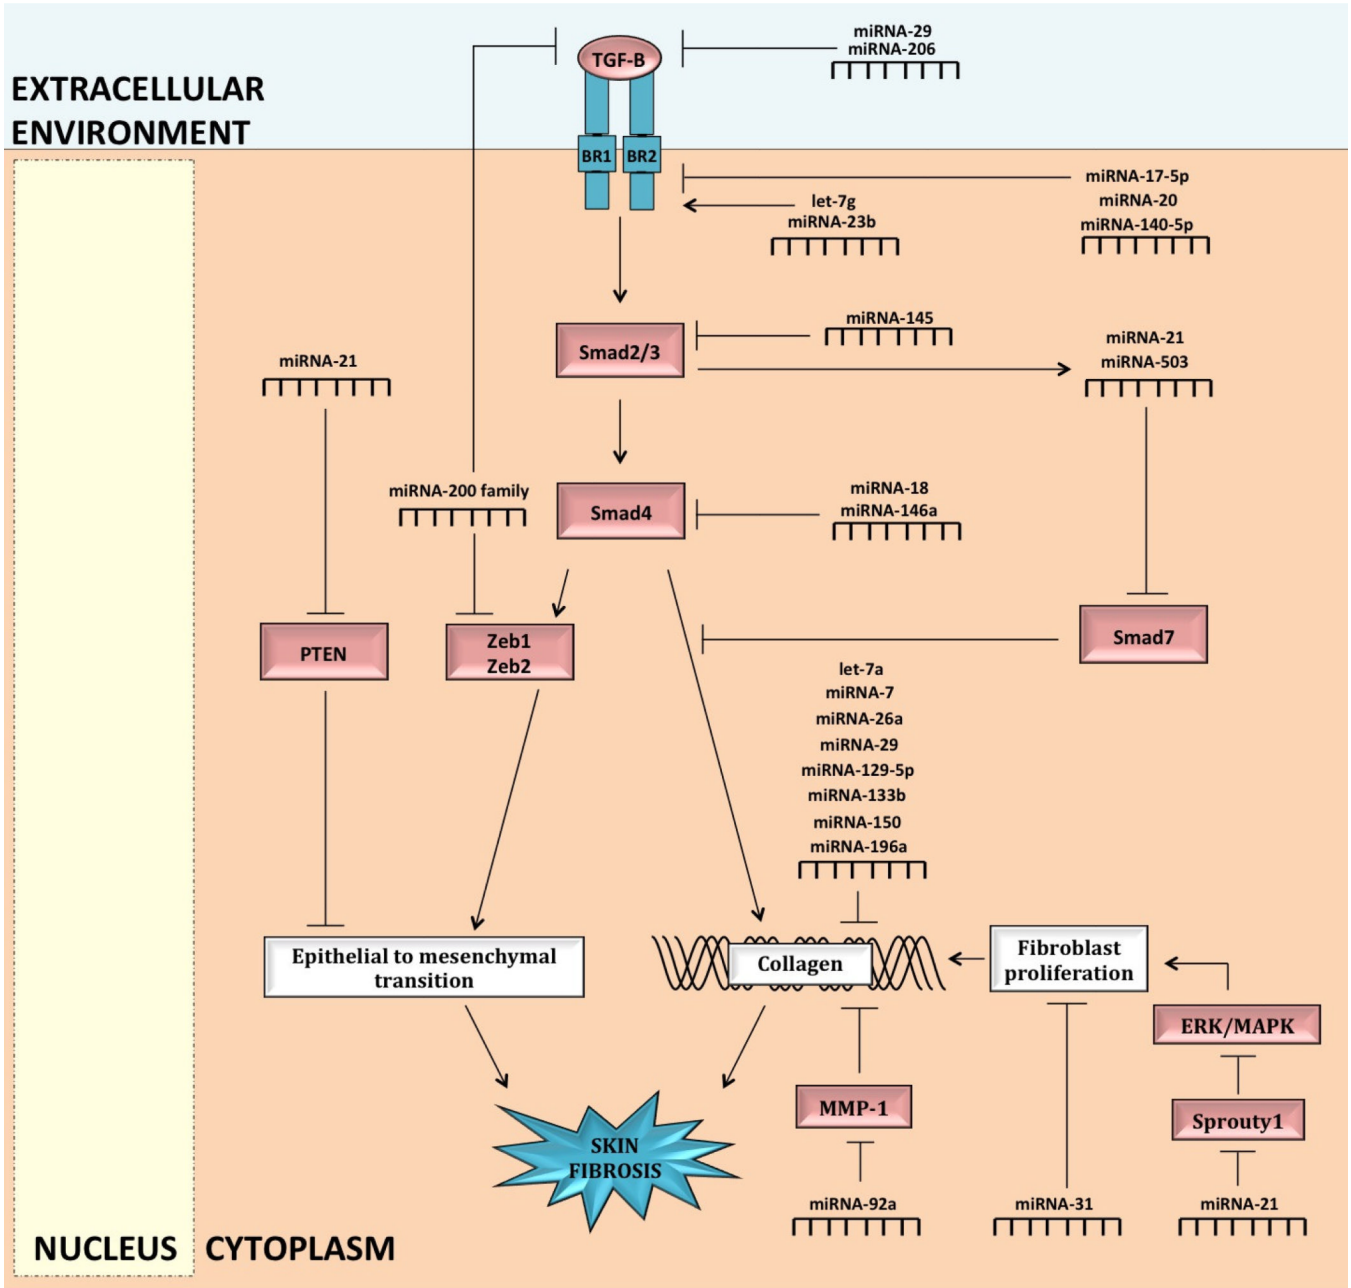 miRNA-29
miRNA-206
TGF-B
EXTRACELLULAR
ENVIRONMENT
BR1 BR2
miRNA-17-5p
miRNA-20
miRNA-140-5p
let-7g
miRNA-23b
miRNA-145
Smad2/3
miRNA-21
miRNA-503
miRNA-21
miRNA-200 family
Smad4
miRNA-18
miRNA-146a
PTEN
Zeb1
Zeb2
Smad7
let-7a
miRNA-7
miRNA-26a
miRNA-29
miRNA-129-5p
miRNA-133b
miRNA-150
miRNA-196a
Epithelial to mesenchymal
transition
Collagen
Fibroblast
proliferation
ERK/MAPK
MMP-1
Sprouty1
SKIN
FIBROSIS
miRNA-92a
miRNA-31
miRNA-21
NUCLEUS
CYTOPLASM